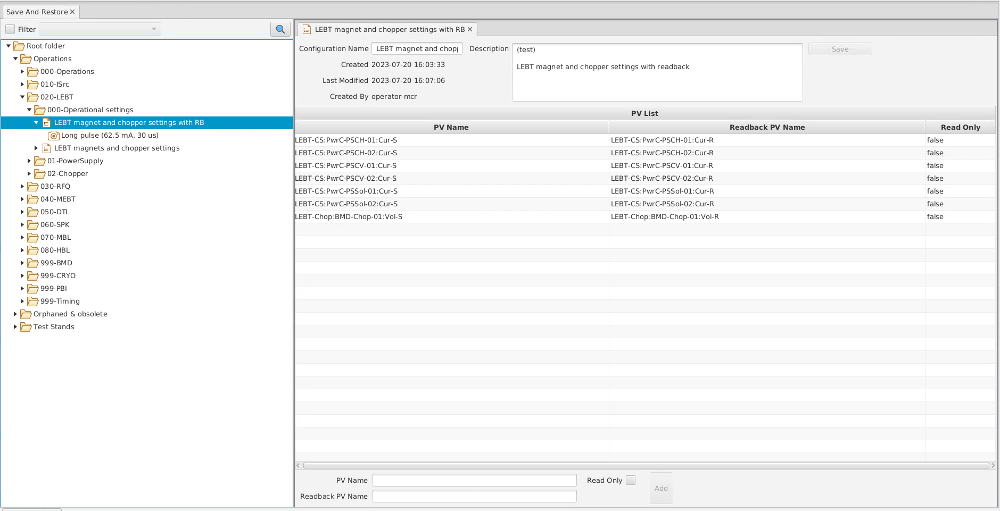 Save And Restore
Filter
Root folder
Operations
000-Operations
010-ISrc
020-LEBT
000-Operational settings
LEBT magnet and chopper settings with RB
Long pulse (62.5 mA, 30 us)
LEBT magnets and chopper settings
01-PowerSupply
02-Chopper
030-RFQ
040-MEBT
050-DTL
060-SPK
070-MBL
080-HBL
999-BMD
999-CRYO
999-PBI
999-Timing
Orphaned & obsolete
Test Stands
LEBT magnet and chopper settings with RB
Configuration Name LEBT magnet and chopp
Created 2023-07-20 16:03:33
Last Modified 2023-07-20 16:07:06
Created By operator-mcr
Description
(test)
LEBT magnet and chopper settings with readback
Save
PV List
PV Name Readback PV Name Read Only
LEBT-CS:PwrC-PSCH-01:Cur-S LEBT-CS:PwrC-PSCH-01:Cur-R false
LEBT-CS:PwrC-PSCH-02:Cur-S LEBT-CS:PwrC-PSCH-02:Cur-R false
LEBT-CS:PwrC-PSCV-01:Cur-S LEBT-CS:PwrC-PSCV-01:Cur-R false
LEBT-CS:PwrC-PSCV-02:Cur-S LEBT-CS:PwrC-PSCV-02:Cur-R false
LEBT-CS:PwrC-PSSol-01:Cur-S LEBT-CS:PwrC-PSSol-01:Cur-R false
LEBT-CS:PwrC-PSSol-02:Cur-S LEBT-CS:PwrC-PSSol-02:Cur-R false
LEBT-Chop:BMD-Chop-01:Vol-S LEBT-Chop:BMD-Chop-01:Vol-R false
PV Name
Read Only
Readback PV Name
Add